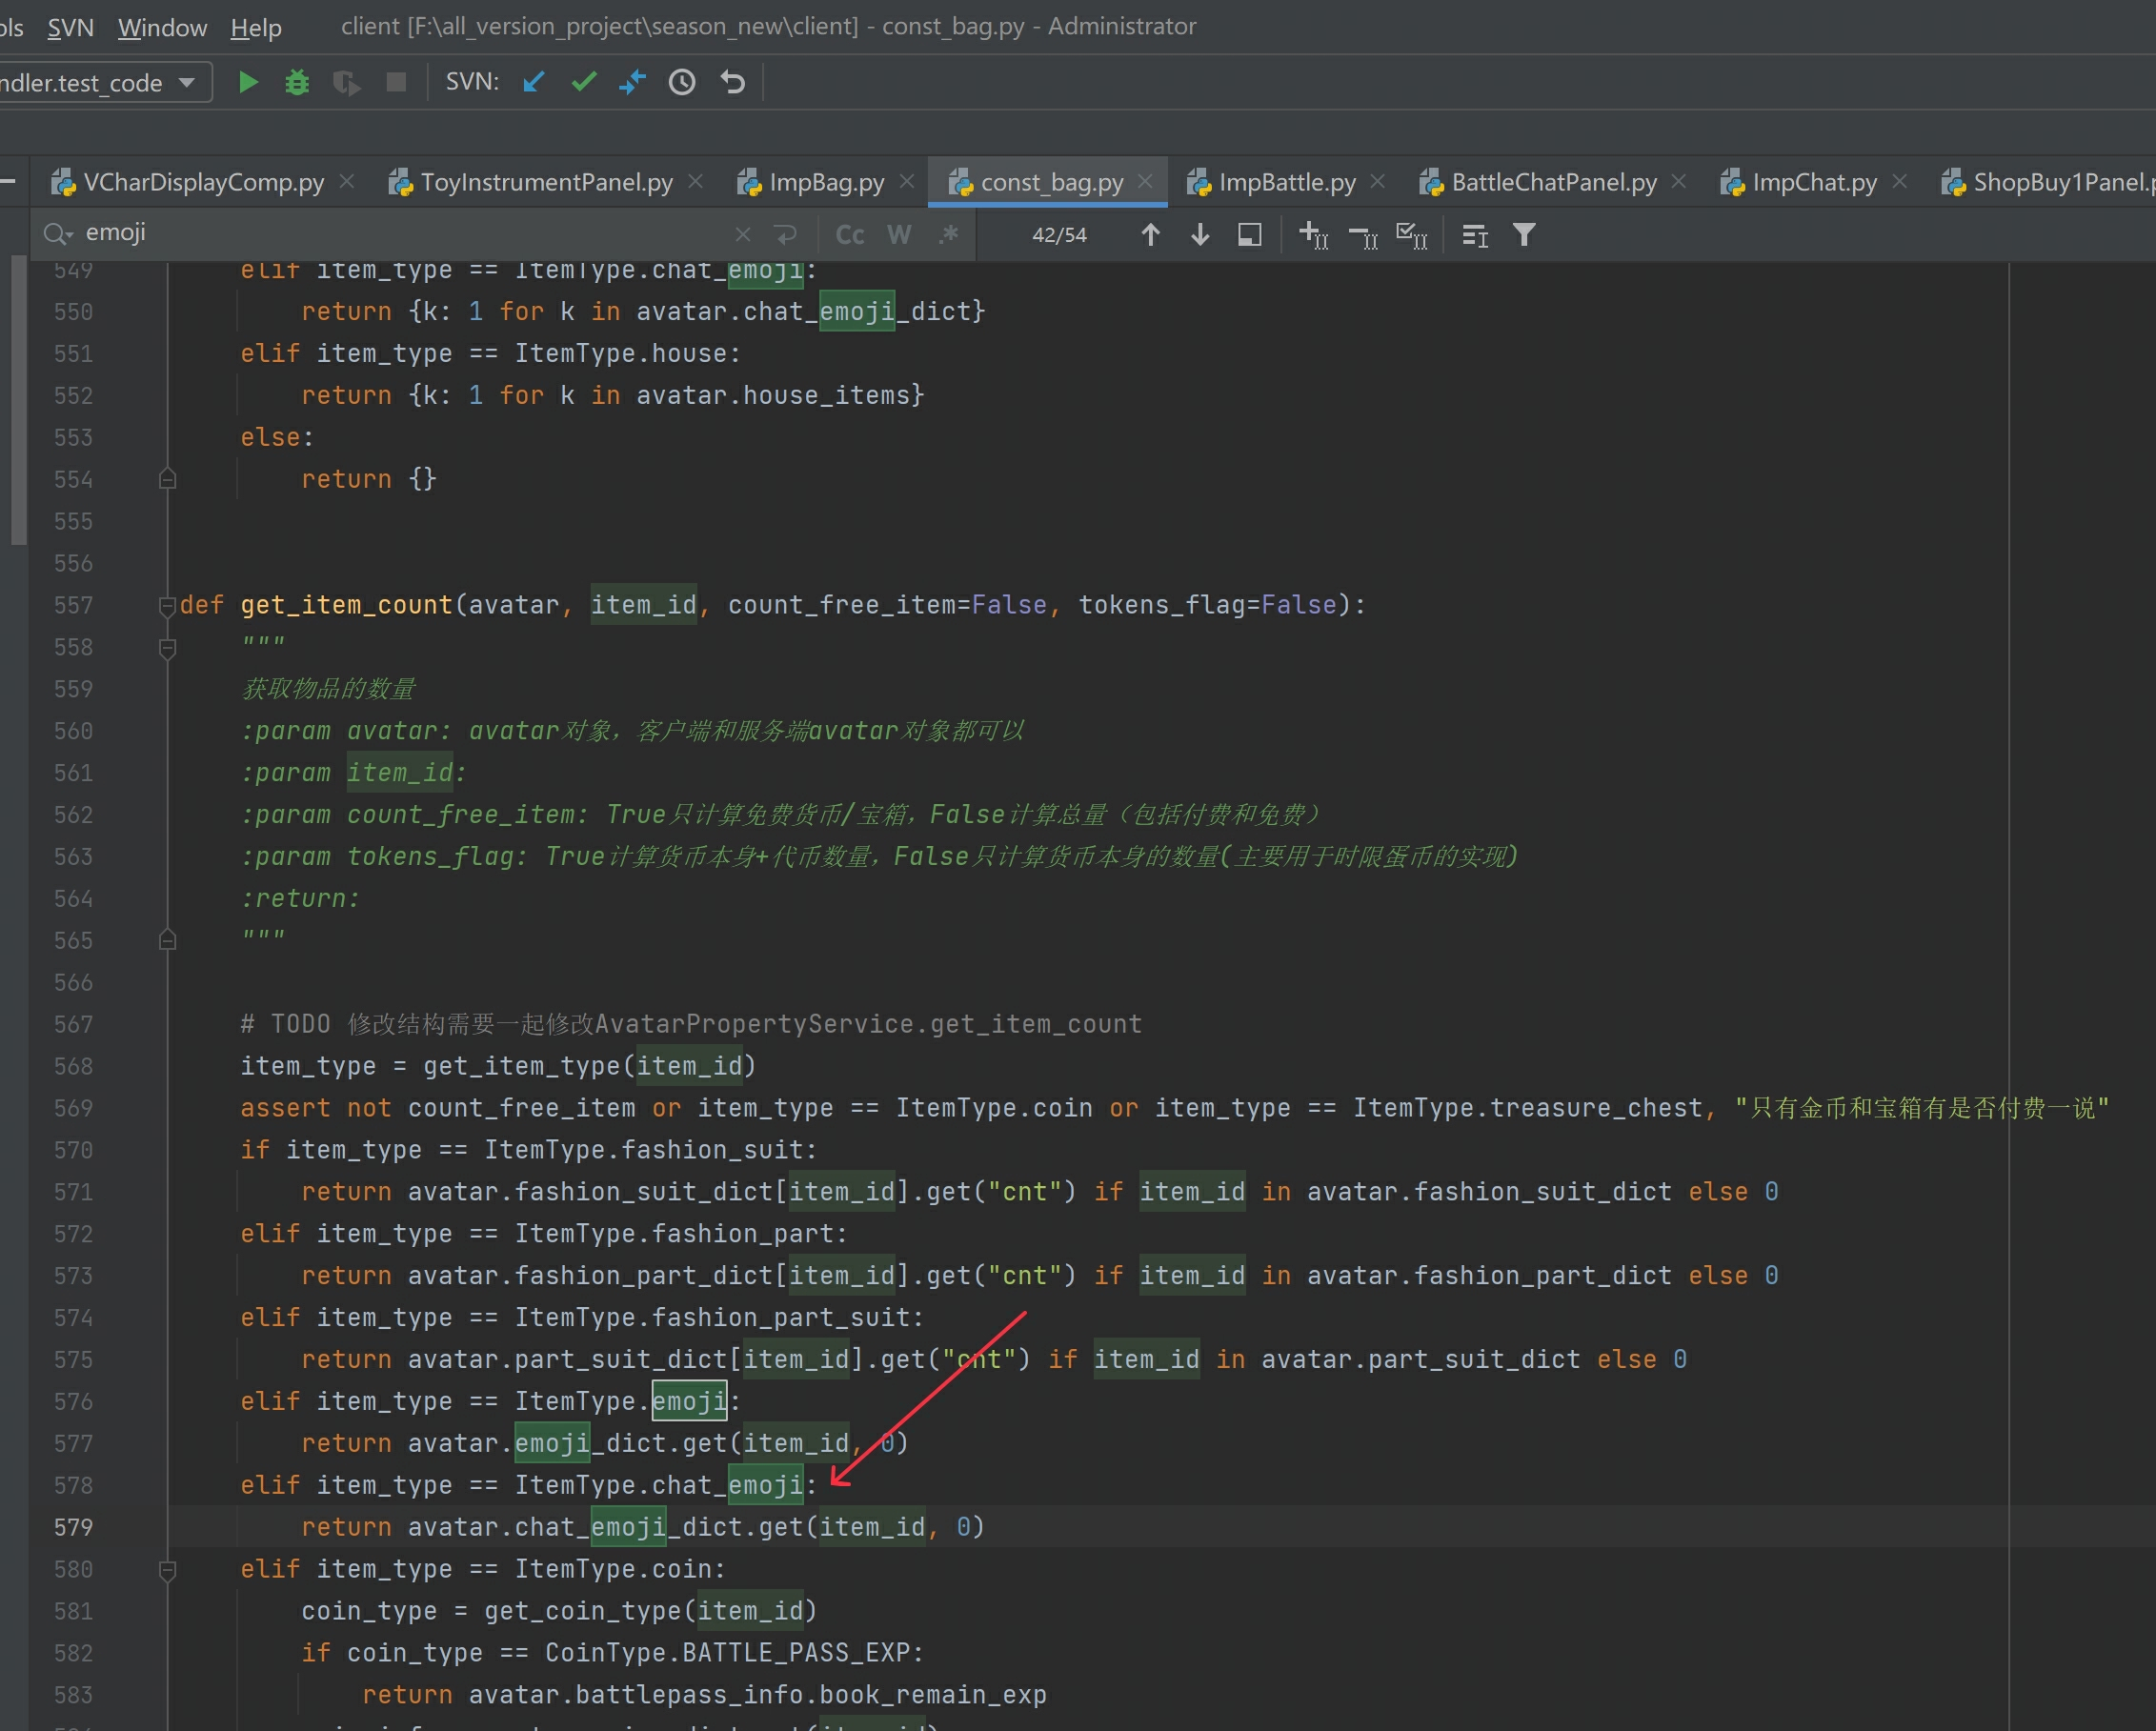 ols SVN Window Help client [F:\all_version_project\season_new\client] - const_bag.py - Administrator
ndler.test_code SVN:
VCharDisplayComp.py ToyInstrumentPanel.py ImpBag.py const_bag.py ImpBattle.py BattleChatPanel.py ImpChat.py ShopBuy1Panel.p
emoji Cc W .* 42/54
549 elif item_type == ItemType.chat_emoji:
550 return {k: 1 for k in avatar.chat_emoji_dict}
551 elif item_type == ItemType.house:
552 return {k: 1 for k in avatar.house_items}
553 else:
554 return {}
555
556
557 def get_item_count(avatar, item_id, count_free_item=False, tokens_flag=False):
558 """
559 获取物品的数量
560 :param avatar: avatar对象，客户端和服务端avatar对象都可以
561 :param item_id:
562 :param count_free_item: True只计算免费货币/宝箱，False计算总量（包括付费和免费）
563 :param tokens_flag: True计算货币本身+代币数量，False只计算货币本身的数量(主要用于时限蛋币的实现)
564 :return:
565 """
566
567 # TODO 修改结构需要一起修改AvatarPropertyService.get_item_count
568 item_type = get_item_type(item_id)
569 assert not count_free_item or item_type == ItemType.coin or item_type == ItemType.treasure_chest, "只有金币和宝箱有是否付费一说"
570 if item_type == ItemType.fashion_suit:
571 return avatar.fashion_suit_dict[item_id].get("cnt") if item_id in avatar.fashion_suit_dict else 0
572 elif item_type == ItemType.fashion_part:
573 return avatar.fashion_part_dict[item_id].get("cnt") if item_id in avatar.fashion_part_dict else 0
574 elif item_type == ItemType.fashion_part_suit:
575 return avatar.part_suit_dict[item_id].get("cnt") if item_id in avatar.part_suit_dict else 0
576 elif item_type == ItemType.emoji:
577 return avatar.emoji_dict.get(item_id, 0)
578 elif item_type == ItemType.chat_emoji:
579 return avatar.chat_emoji_dict.get(item_id, 0)
580 elif item_type == ItemType.coin:
581 coin_type = get_coin_type(item_id)
582 if coin_type == CoinType.BATTLE_PASS_EXP:
583 return avatar.battlepass_info.book_remain_exp